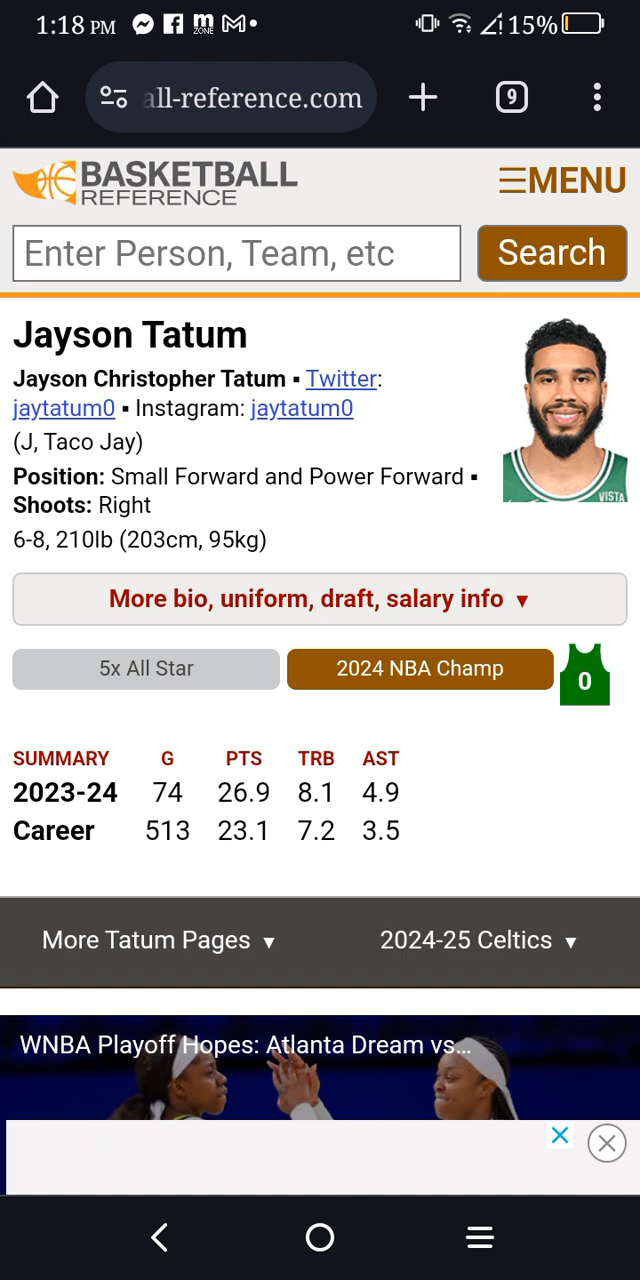 1:18 PM m ZONE 15%
all-reference.com 9
BASKETBALL
REFERENCE
☰MENU
Enter Person, Team, etc Search
Jayson Tatum
Jayson Christopher Tatum ▪ Twitter:
jaytatum0 ▪ Instagram: jaytatum0
(J, Taco Jay)
Position: Small Forward and Power Forward ▪
Shoots: Right
6-8, 210lb (203cm, 95kg)
VISTA
More bio, uniform, draft, salary info ▼
5x All Star 2024 NBA Champ 0
SUMMARY G PTS TRB AST
2023-24 74 26.9 8.1 4.9
Career 513 23.1 7.2 3.5
More Tatum Pages ▼ 2024-25 Celtics ▼
WNBA Playoff Hopes: Atlanta Dream vs...